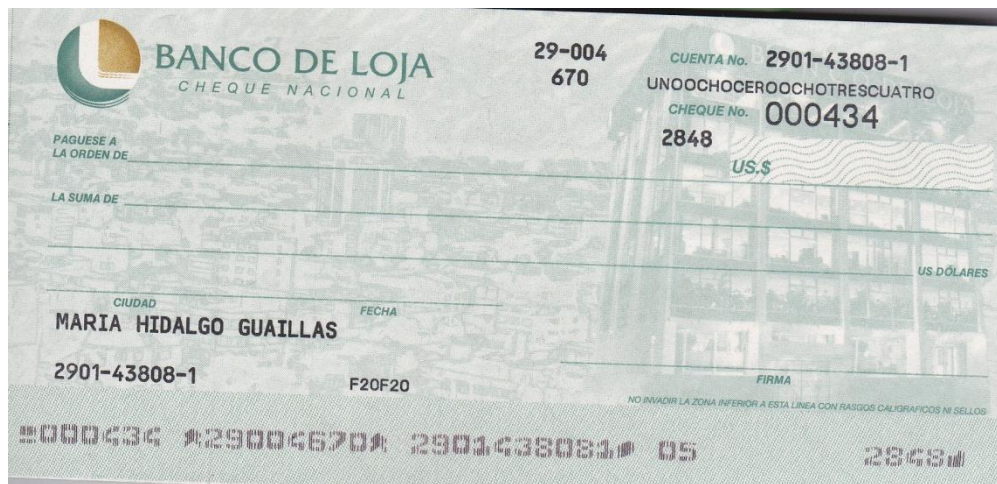 BANCO DE LOJA
CHEQUE NACIONAL
29-004
670
CUENTA No. 2901-43808-1
UNOOCHOCEROOCHOTRESCUATRO
CHEQUE No. 000434
2848
PAGUESE A
LA ORDEN DE
US.$
LA SUMA DE
US DÓLARES
CIUDAD
FECHA
MARIA HIDALGO GUAILLAS
2901-43808-1
F20F20
FIRMA
NO INVADIR LA ZONA INFERIOR A ESTA LINEA CON RASGOS CALIGRAFICOS NI SELLOS
⑈000434 ⑆29004670⑆ 2901438081⑈ 05 2848⑈